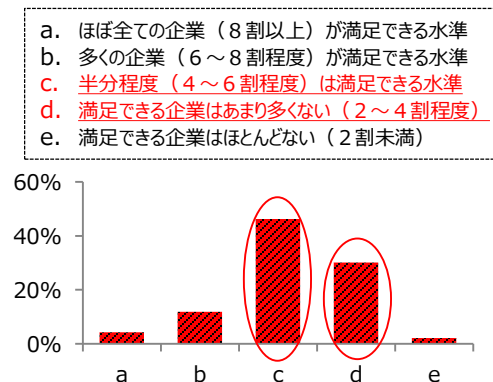 a. ほぼ全ての企業（８割以上）が満足できる水準
b. 多くの企業（６～８割程度）が満足できる水準
c. 半分程度（４～６割程度）は満足できる水準
d. 満足できる企業はあまり多くない（２～４割程度）
e. 満足できる企業はほとんどない（２割未満）
60%
40%
20%
0%
a b c d e